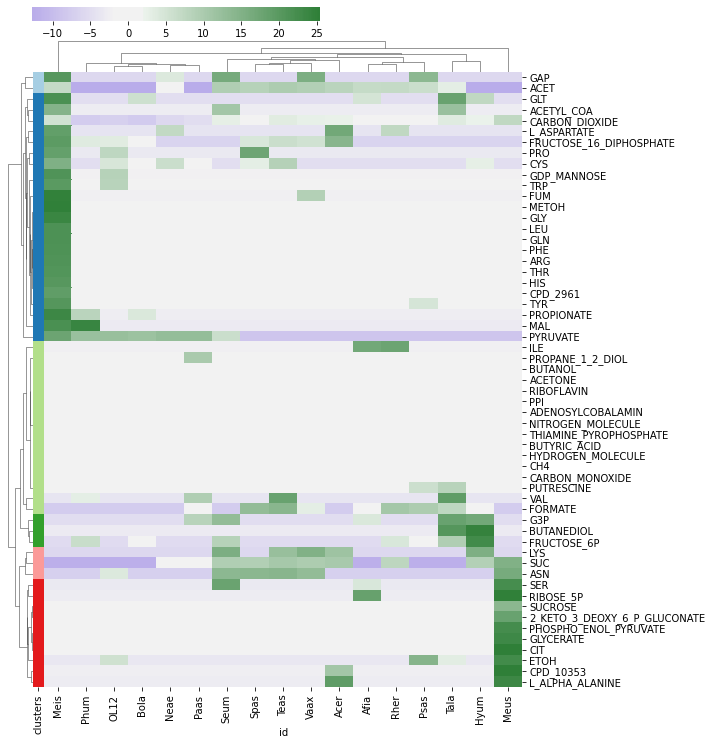 −10 −5 0 5 10 15 20 25
GAP
ACET
GLT
ACETYL_COA
CARBON_DIOXIDE
L_ASPARTATE
FRUCTOSE_16_DIPHOSPHATE
PRO
CYS
GDP_MANNOSE
TRP
FUM
METOH
GLY
LEU
GLN
PHE
ARG
THR
HIS
CPD_2961
TYR
PROPIONATE
MAL
PYRUVATE
ILE
PROPANE_1_2_DIOL
BUTANOL
ACETONE
RIBOFLAVIN
PPI
ADENOSYLCOBALAMIN
NITROGEN_MOLECULE
THIAMINE_PYROPHOSPHATE
BUTYRIC_ACID
HYDROGEN_MOLECULE
CH4
CARBON_MONOXIDE
PUTRESCINE
VAL
FORMATE
G3P
BUTANEDIOL
FRUCTOSE_6P
LYS
SUC
ASN
SER
RIBOSE_5P
SUCROSE
2_KETO_3_DEOXY_6_P_GLUCONATE
PHOSPHO_ENOL_PYRUVATE
GLYCERATE
CIT
ETOH
CPD_10353
L_ALPHA_ALANINE
clusters Meis Phum OL12 Bola Neae Paas Seum Spas Teas Vaax Acer Afia Rher Psas Tala Hyum Meus
id